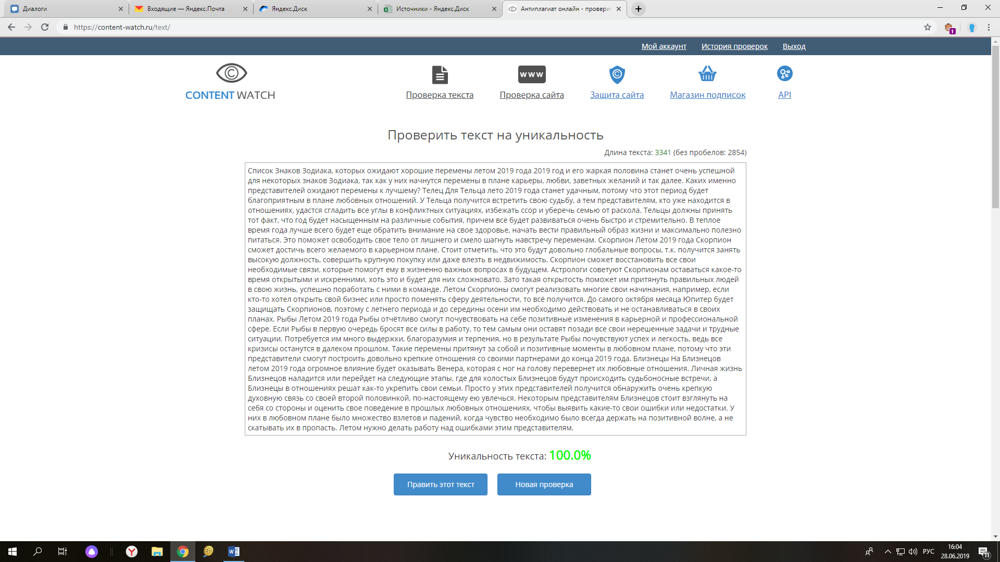 Диалоги
Входящие — Яндекс.Почта
Яндекс.Диск
Источники - Яндекс.Диск
Антиплагиат онлайн - проверит
https://content-watch.ru/text/
1
Мой аккаунт
История проверок
Выход
©
CONTENT WATCH
Проверка текста
www
Проверка сайта
©
Защита сайта
Магазин подписок
API
Проверить текст на уникальность
Длина текста: 3341 (без пробелов: 2854)
Список Знаков Зодиака, которых ожидают хорошие перемены летом 2019 года 2019 год и его жаркая половина станет очень успешной
для некоторых знаков Зодиака, так как у них начнутся перемены в плане карьеры, любви, заветных желаний и так далее. Каких именно
представителей ожидают перемены к лучшему? Телец Для Тельца лето 2019 года станет удачным, потому что этот период будет
благоприятным в плане любовных отношений. У Тельца получится встретить свою судьбу, а тем представителям, кто уже находится в
отношениях, удастся сгладить все углы в конфликтных ситуациях, избежать ссор и уберечь семью от раскола. Тельцы должны принять
тот факт, что год будет насыщенным на различные события, причем все будет развиваться очень быстро и стремительно. В теплое
время года лучше всего будет еще обратить внимание на свое здоровье, начать вести правильный образ жизни и максимально полезно
питаться. Это поможет освободить свое тело от лишнего и смело шагнуть навстречу переменам. Скорпион Летом 2019 года Скорпион
сможет достичь всего желаемого в карьерном плане. Стоит отметить, что это будут довольно глобальные вопросы, т.к. получится занять
высокую должность, совершить крупную покупку или даже влезть в недвижимость. Скорпион сможет восстановить все свои
необходимые связи, которые помогут ему в жизненно важных вопросах в будущем. Астрологи советуют Скорпионам оставаться какое-то
время открытыми и искренними, хоть это и будет для них сложновато. Зато такая открытость поможет им притянуть правильных людей
в свою жизнь, успешно поработать с ними в команде. Летом Скорпионы смогут реализовать многие свои начинания, например, если
кто-то хотел открыть свой бизнес или просто поменять сферу деятельности, то всё получится. До самого октября месяца Юпитер будет
защищать Скорпионов, поэтому с летнего периода и до середины осени им необходимо действовать и не останавливаться в своих
планах. Рыбы Летом 2019 года Рыбы отчётливо смогут почувствовать на себе позитивные изменения в карьерной и профессиональной
сфере. Если Рыбы в первую очередь бросят все силы в работу, то тем самым они оставят позади все свои нерешенные задачи и трудные
ситуации. Потребуется им много выдержки, благоразумия и терпения, но в результате Рыбы почувствуют успех и легкость, ведь все
кризисы останутся в далеком прошлом. Такие перемены притянут за собой и позитивные моменты в любовном плане, потому что эти
представители смогут построить довольно крепкие отношения со своими партнерами до конца 2019 года. Близнецы На Близнецов
летом 2019 года огромное влияние будет оказывать Венера, которая с ног на голову перевернет их любовные отношения. Личная жизнь
Близнецов наладится или перейдет на следующие этапы, где для холостых Близнецов будут происходить судьбоносные встречи, а
Близнецы в отношениях решат как-то укрепить свои семьи. Просто у этих представителей получится обнаружить очень крепкую
духовную связь со своей второй половинкой, по-настоящему ею увлечься. Некоторым представителям Близнецов стоит взглянуть на
себя со стороны и оценить свое поведение в прошлых любовных отношениях, чтобы выявить какие-то свои ошибки или недостатки. У
них в любовном плане было множество взлетов и падений, когда чувство необходимо было всегда держать на позитивной волне, а не
скатывать их в пропасть. Летом нужно делать работу над ошибками этим представителям.
Уникальность текста: 100.0%
Править этот текст
Новая проверка
РУС
16:04
28.06.2019
11